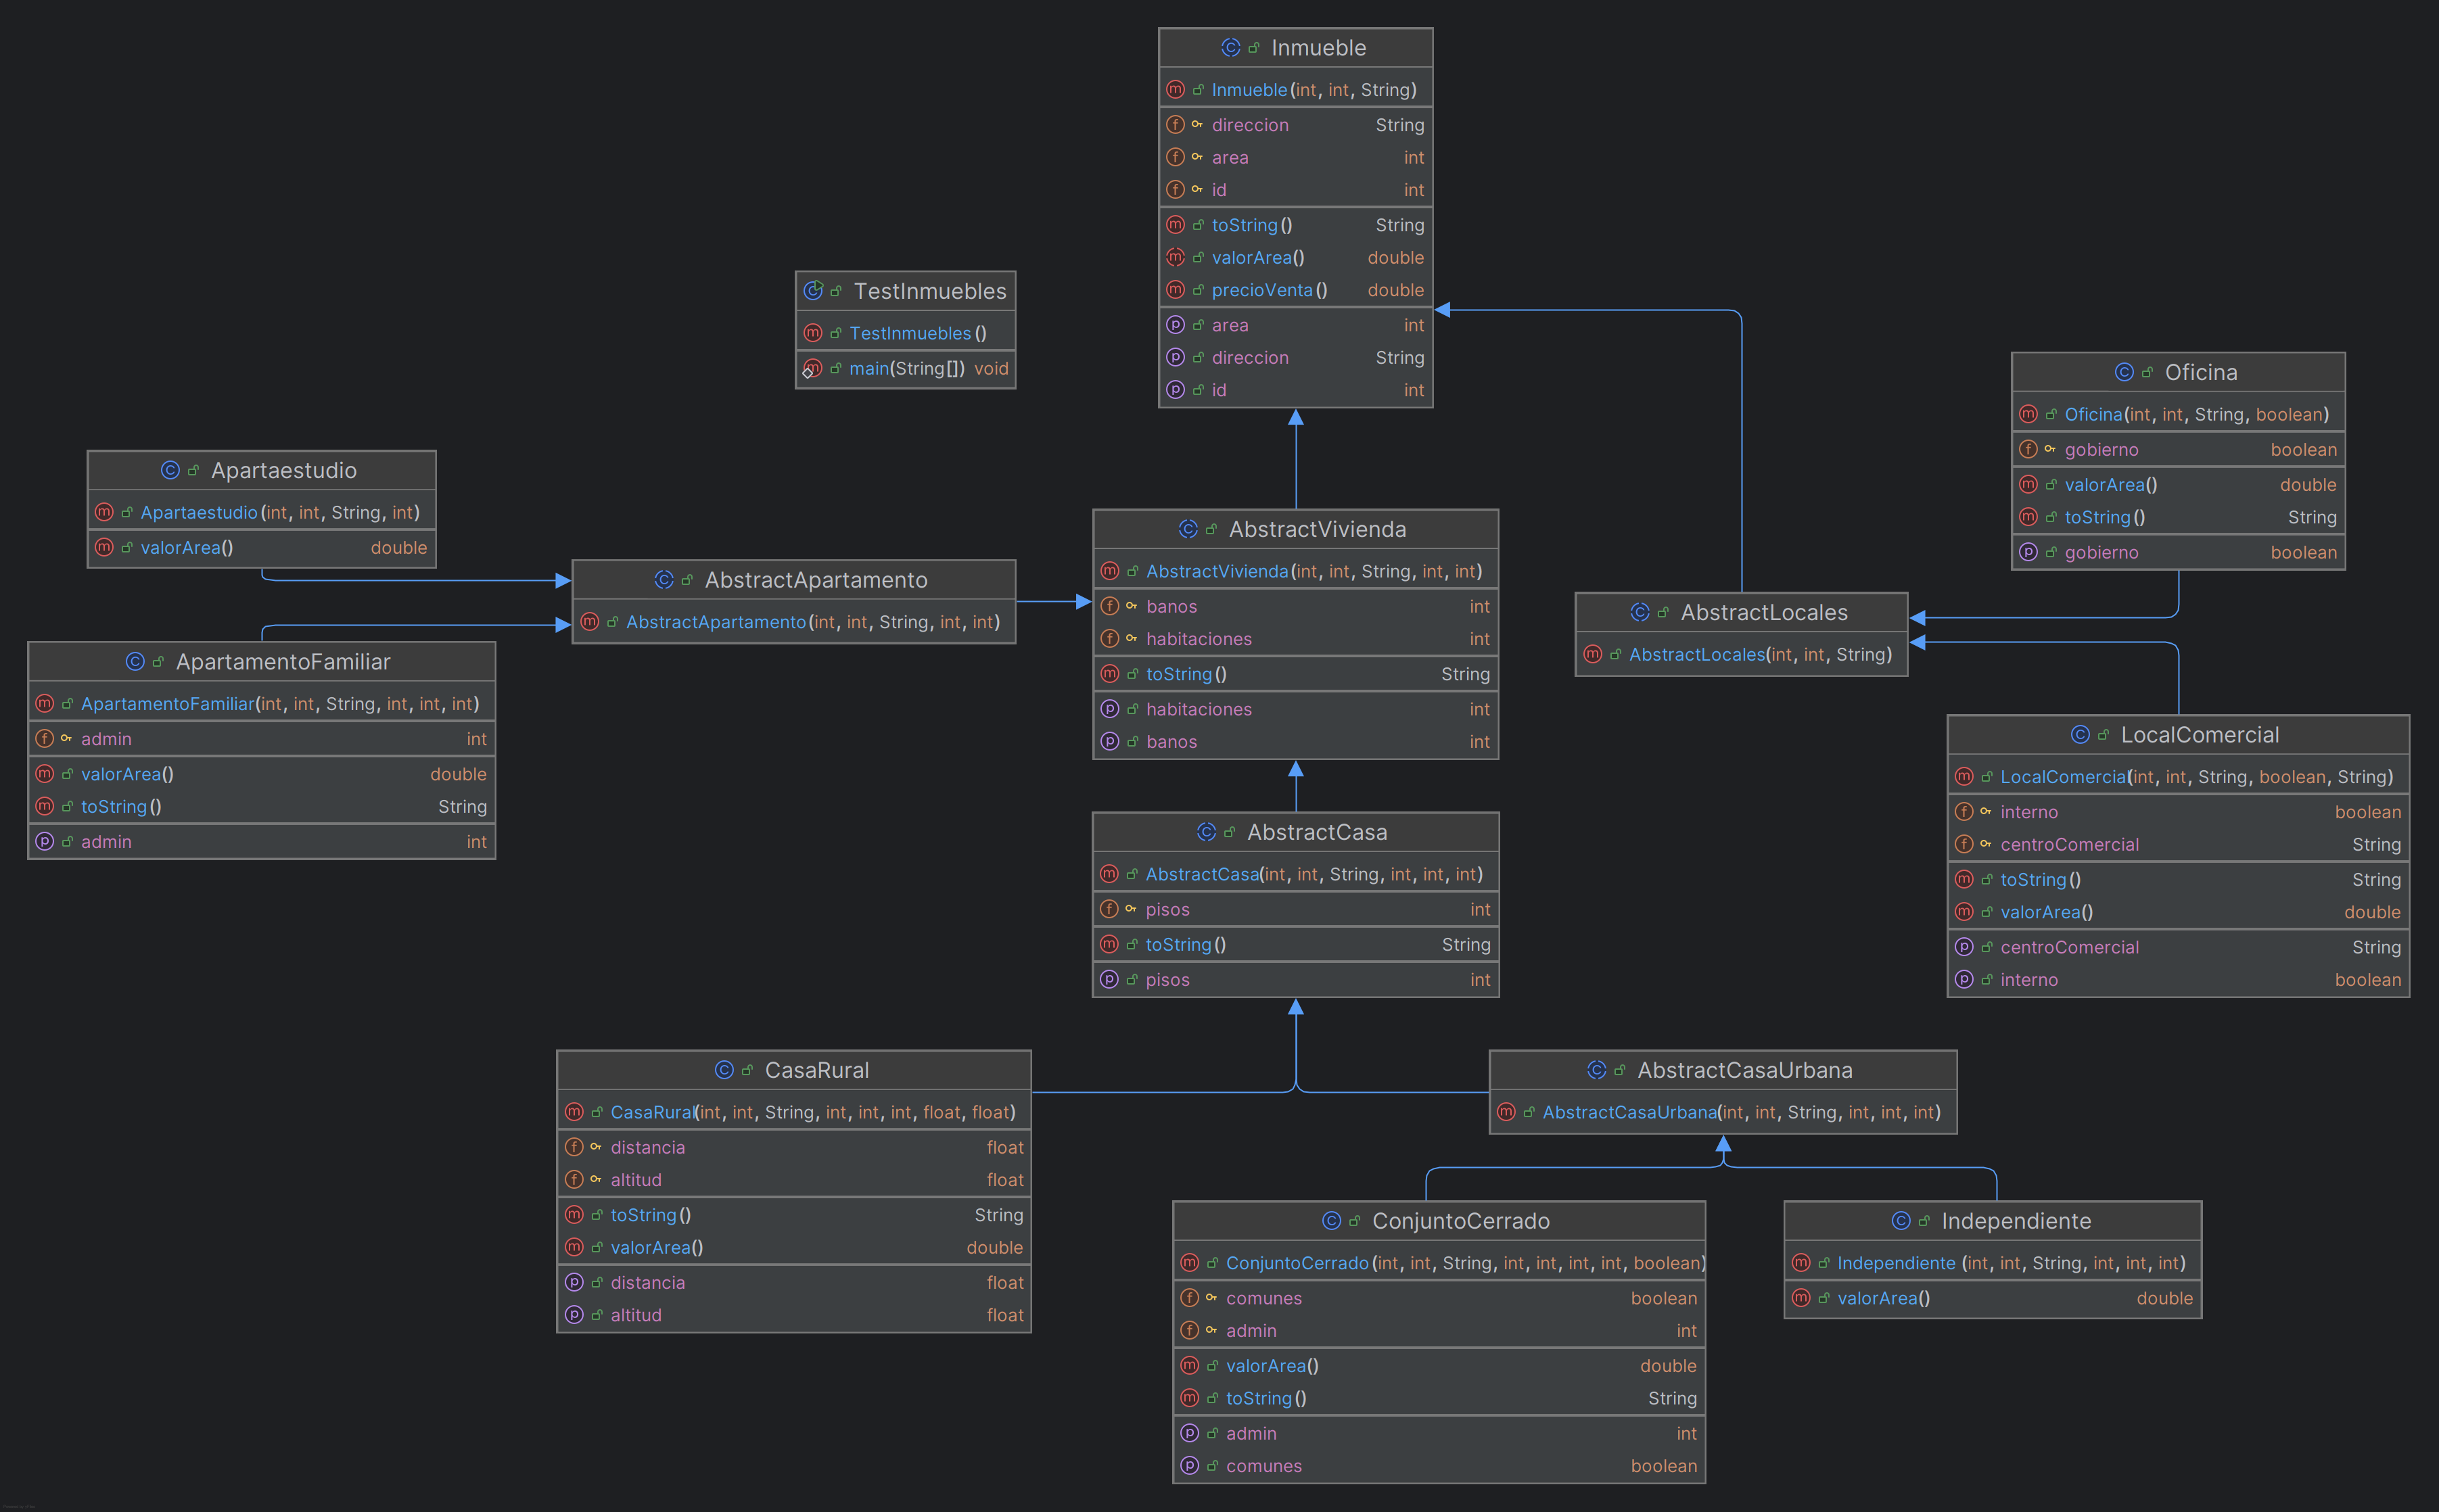 Inmueble
Inmueble(int, int, String)
direccion String
area int
id int
toString() String
valorArea() double
precioVenta() double
area int
direccion String
id int
TestInmuebles
TestInmuebles()
main(String[]) void
Oficina
Oficina(int, int, String, boolean)
gobierno boolean
valorArea() double
toString() String
gobierno boolean
Apartaestudio
Apartaestudio(int, int, String, int)
valorArea() double
AbstractApartamento
AbstractApartamento(int, int, String, int, int)
AbstractVivienda
AbstractVivienda(int, int, String, int, int)
banos int
habitaciones int
toString() String
habitaciones int
banos int
AbstractLocales
AbstractLocales(int, int, String)
ApartamentoFamiliar
ApartamentoFamiliar(int, int, String, int, int, int)
admin int
valorArea() double
toString() String
admin int
LocalComercial
LocalComercial(int, int, String, boolean, String)
interno boolean
centroComercial String
toString() String
valorArea() double
centroComercial String
interno boolean
AbstractCasa
AbstractCasa(int, int, String, int, int, int)
pisos int
toString() String
pisos int
CasaRural
CasaRural(int, int, String, int, int, int, float, float)
distancia float
altitud float
toString() String
valorArea() double
distancia float
altitud float
AbstractCasaUrbana
AbstractCasaUrbana(int, int, String, int, int, int)
ConjuntoCerrado
ConjuntoCerrado(int, int, String, int, int, int, int, boolean)
comunes boolean
admin int
valorArea() double
toString() String
admin int
comunes boolean
Independiente
Independiente (int, int, String, int, int, int)
valorArea() double